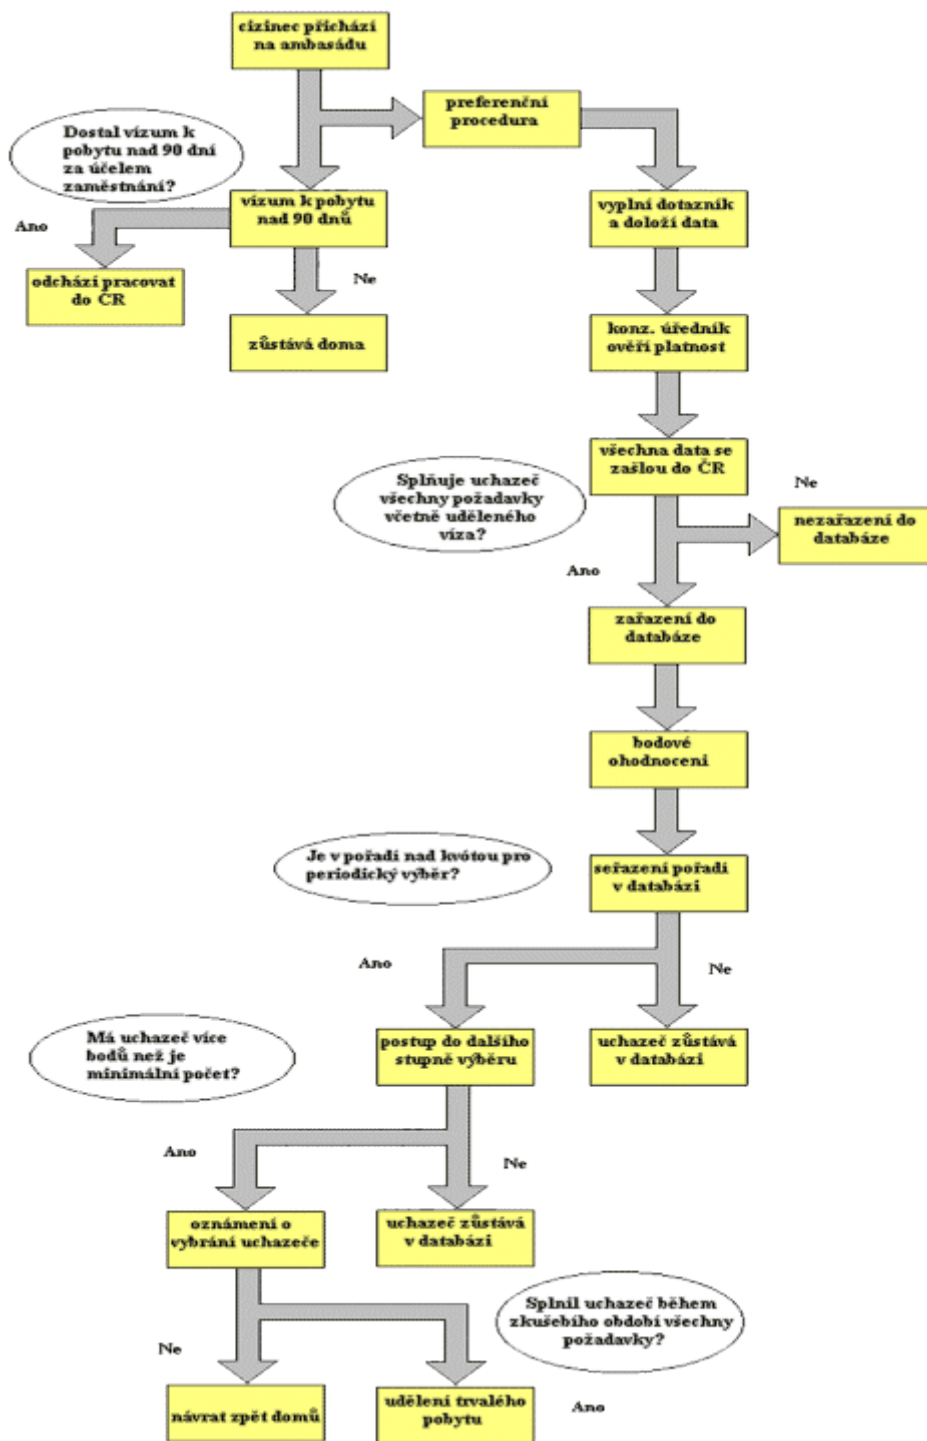 cizinec přichází
na ambasádu
preferenční
procedura
Dostal vízum k
pobytu nad 90 dní
za účelem
zaměstnání?
vízum k pobytu
nad 90 dnů
vyplní dotazník
a doloží data
Ano
odchází pracovat
do ČR
Ne
zůstává doma
konz. úředník
ověří platnost
všechna data se
zašlou do ČR
Splňuje uchazeč
všechny požadavky
včetně uděleného
víza?
Ne
nezařazení do
databáze
Ano
zařazení do
databáze
bodové
ohodnocení
Je v pořadí nad kvótou pro
periodický výběr?
seřazení pořadí
v databázi
Ano
Ne
Má uchazeč více
bodů než je
minimální počet?
postup do dalšího
stupně výběru
uchazeč zůstává
v databázi
Ano
Ne
oznámení o
vybrání uchazeče
uchazeč zůstává
v databázi
Splnil uchazeč během
zkušebího období všechny
požadavky?
Ne
návrat zpět domů
udělení trvalého
pobytu
Ano